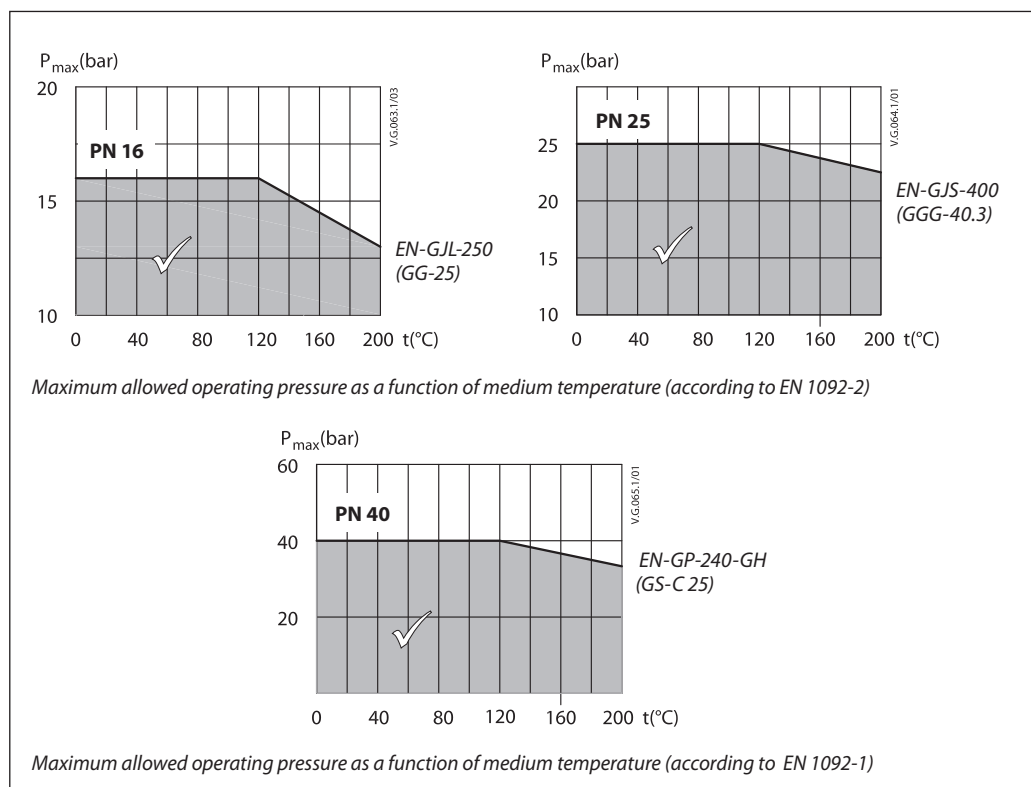 Pmax(bar)
20
PN 16
15
10
0 40 80 120 160 200 t(°C)
V.G.063.1/03
EN-GJL-250
(GG-25)
Pmax(bar)
PN 25
25
20
15
10
0 40 80 120 160 200 t(°C)
V.G.064.1/01
EN-GJS-400
(GGG-40.3)
Maximum allowed operating pressure as a function of medium temperature (according to EN 1092-2)
Pmax(bar)
60
PN 40
40
20
0 40 80 120 160 200 t(°C)
V.G.065.1/01
EN-GP-240-GH
(GS-C 25)
Maximum allowed operating pressure as a function of medium temperature (according to EN 1092-1)